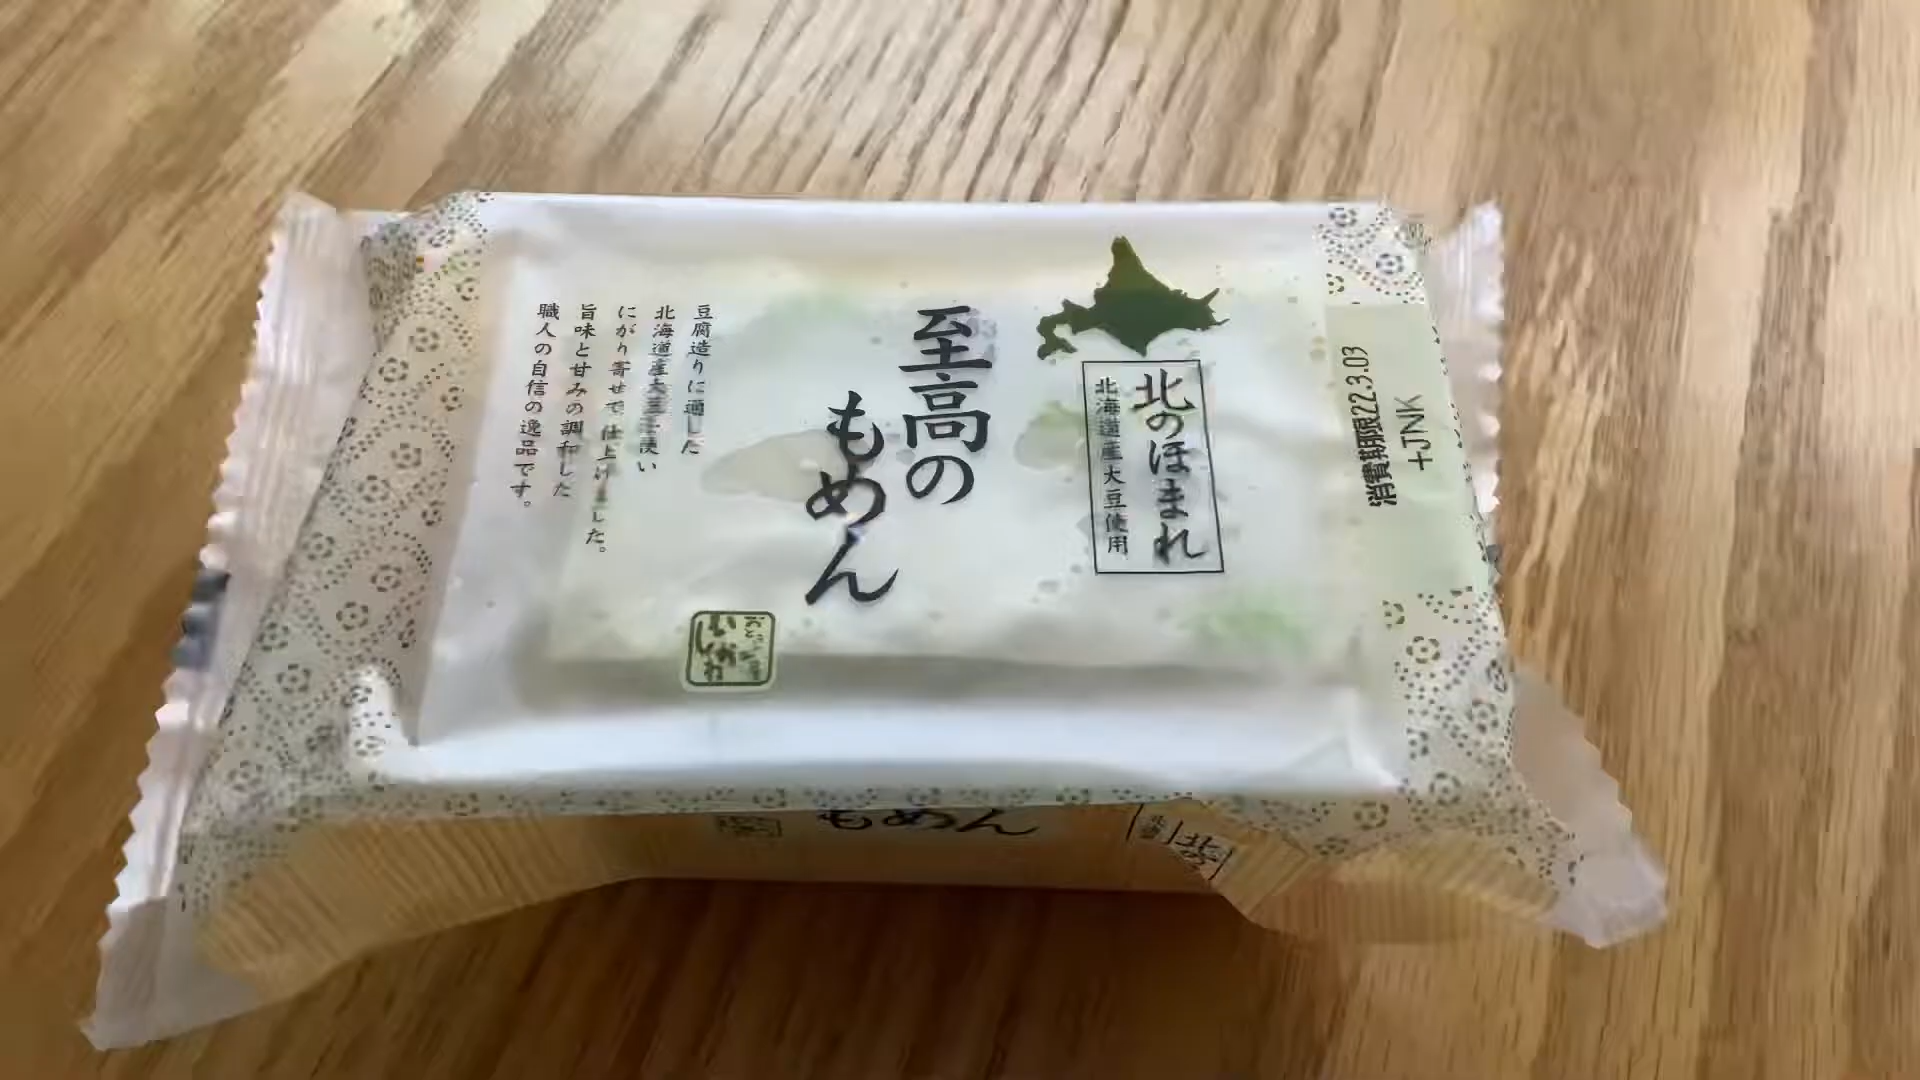 北のほまれ
北海道産大豆使用
至高の
もめん
豆腐造りに適した
北海道産大豆を使い
にがり寄せで仕上げました。
旨味と甘みの調和した
職人の自信の逸品です。
消費期限22.3.03
+JNK
もめん
北の